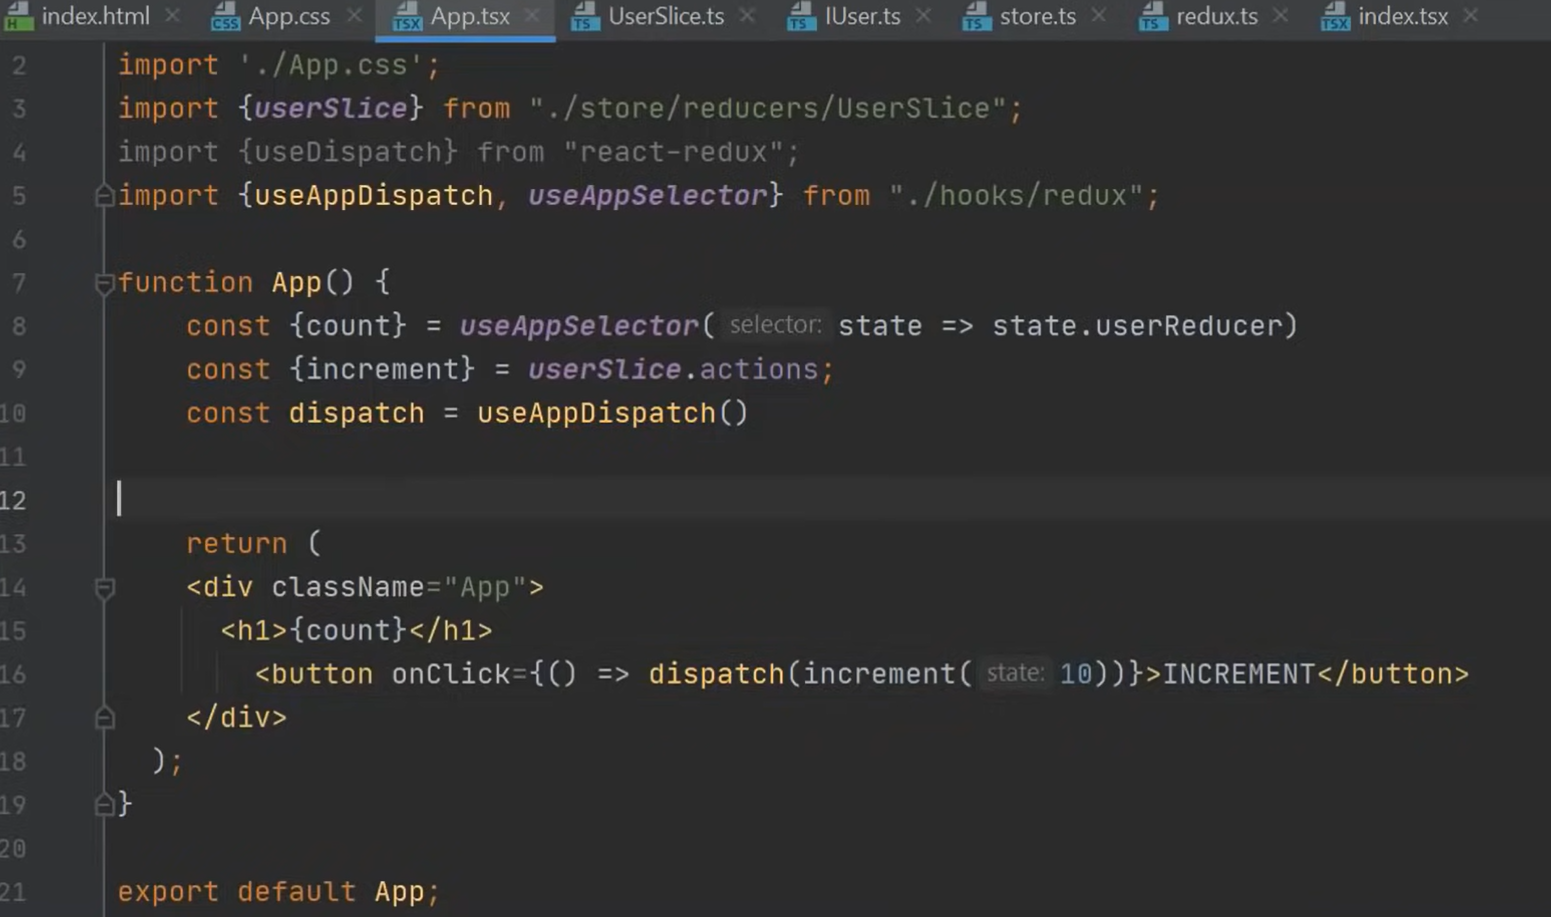 index.html × App.css × App.tsx × UserSlice.ts × IUser.ts × store.ts × redux.ts × index.tsx ×
2 import './App.css';
3 import {userSlice} from "./store/reducers/UserSlice";
4 import {useDispatch} from "react-redux";
5 import {useAppDispatch, useAppSelector} from "./hooks/redux";
6
7 function App() {
8 const {count} = useAppSelector( selector: state => state.userReducer)
9 const {increment} = userSlice.actions;
10 const dispatch = useAppDispatch()
11
12
13 return (
14 <div className="App">
15 <h1>{count}</h1>
16 <button onClick={() => dispatch(increment( state: 10))}>INCREMENT</button>
17 </div>
18 );
19 }
20
21 export default App;